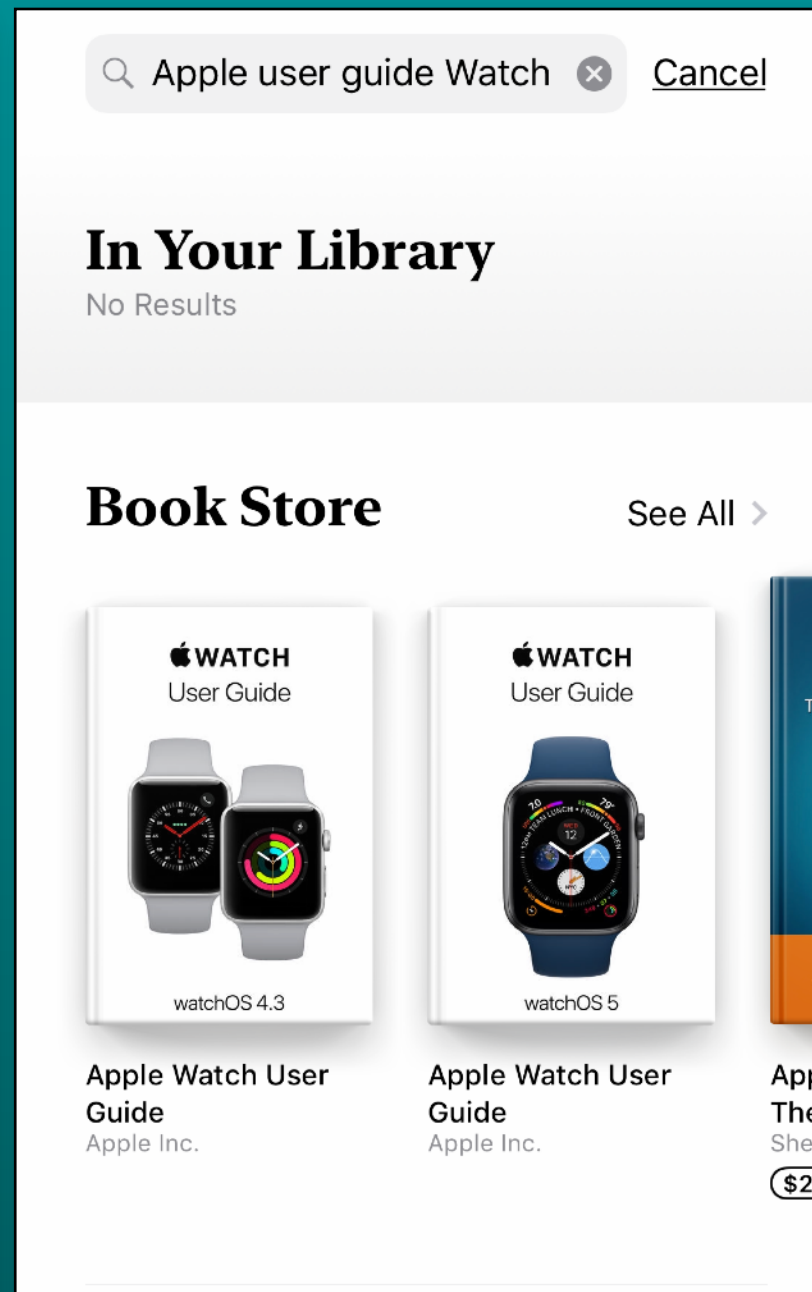 Apple user guide Watch
Cancel
In Your Library
No Results
Book Store
See All
WATCH
User Guide
watchOS 4.3
WATCH
User Guide
watchOS 5
Apple Watch User
Guide
Apple Inc.
Apple Watch User
Guide
Apple Inc.